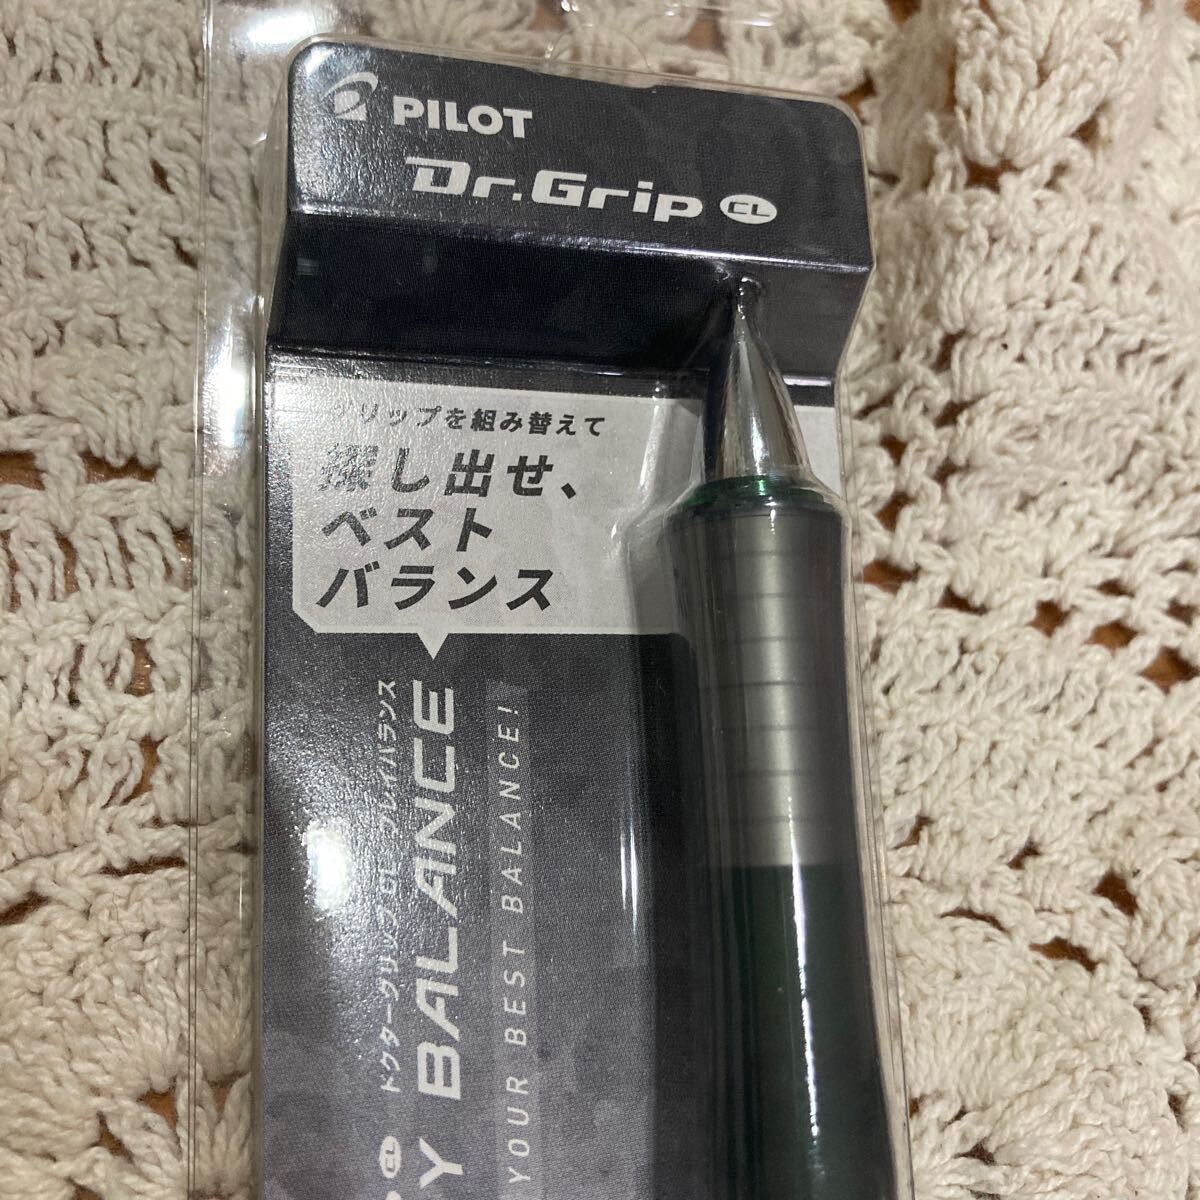 PILOT
Dr.Grip CL
グリップを組み替えて
探し出せ、
ベスト
バランス
ドクターグリップ CL プレイバランス
CL
Y BALANCE
YOUR BEST BALANCE!